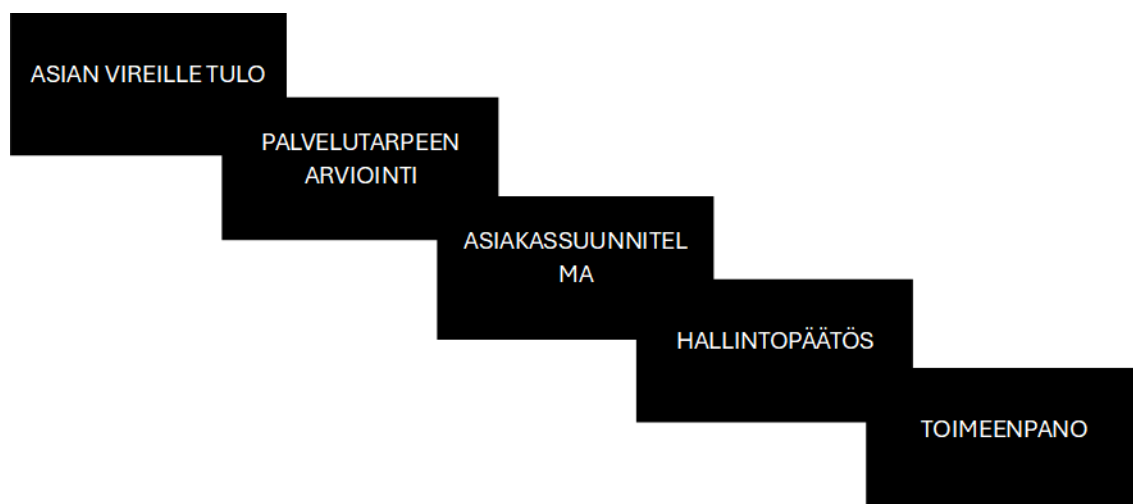 ASIAN VIREILLE TULO
PALVELUTARPEEN
ARVIOINTI
ASIAKASSUUNNITEL
MA
HALLINTOPÄÄTÖS
TOIMEENPANO